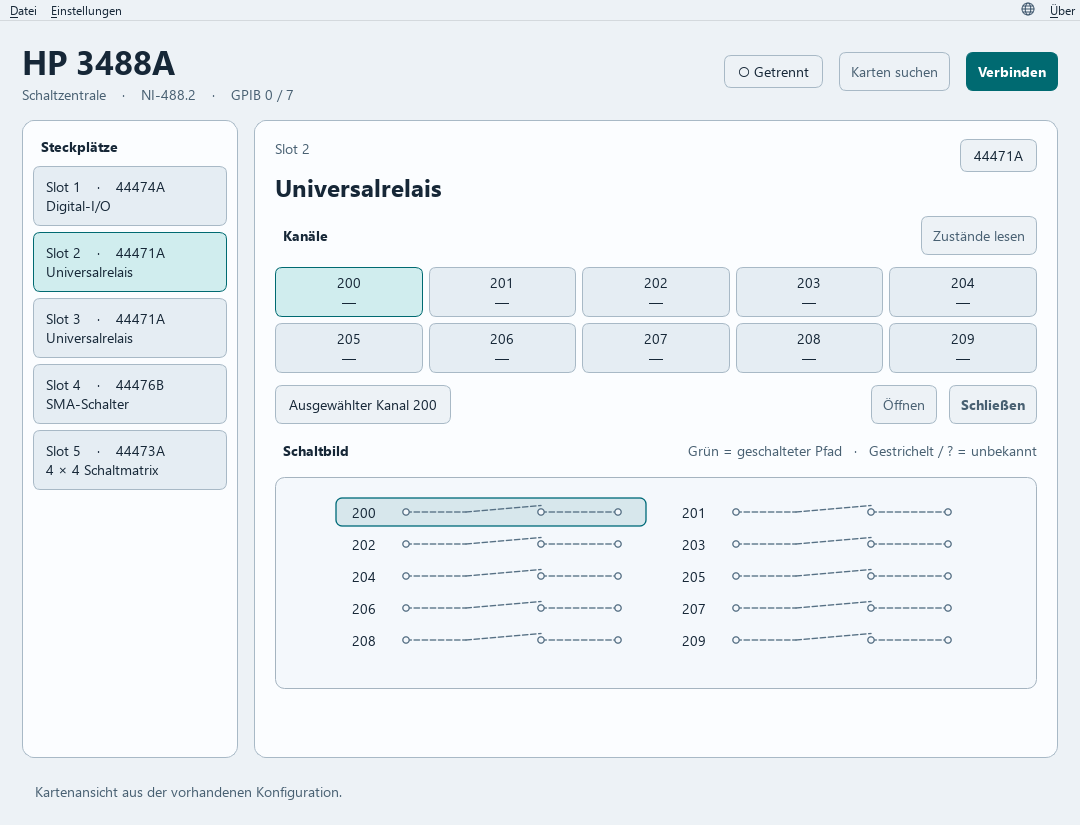 Datei Einstellungen Über
HP 3488A
Schaltzentrale · NI-488.2 · GPIB 0 / 7
Getrennt
Karten suchen
Verbinden
Steckplätze
Slot 1 · 44474A
Digital-I/O
Slot 2 · 44471A
Universalrelais
Slot 3 · 44471A
Universalrelais
Slot 4 · 44476B
SMA-Schalter
Slot 5 · 44473A
4 × 4 Schaltmatrix
Slot 2
44471A
Universalrelais
Kanäle
Zustände lesen
200 201 202 203 204
— — — — —
205 206 207 208 209
— — — — —
Ausgewählter Kanal 200
Öffnen
Schließen
Schaltbild
Grün = geschalteter Pfad · Gestrichelt / ? = unbekannt
200 201
202 203
204 205
206 207
208 209
Kartenansicht aus der vorhandenen Konfiguration.